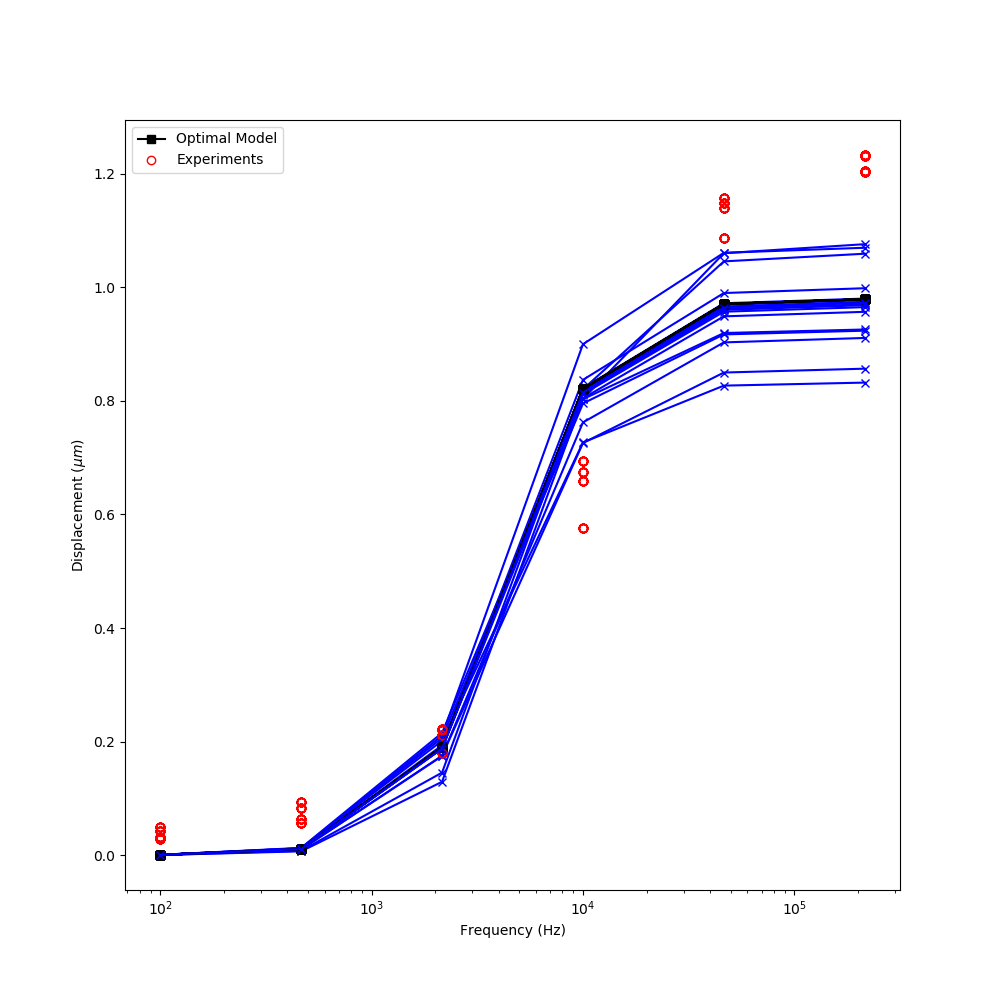 Optimal Model
Experiments
1.2
1.0
0.8
0.6
0.4
0.2
0.0
Displacement (μm)
10² 10³ 10⁴ 10⁵
Frequency (Hz)